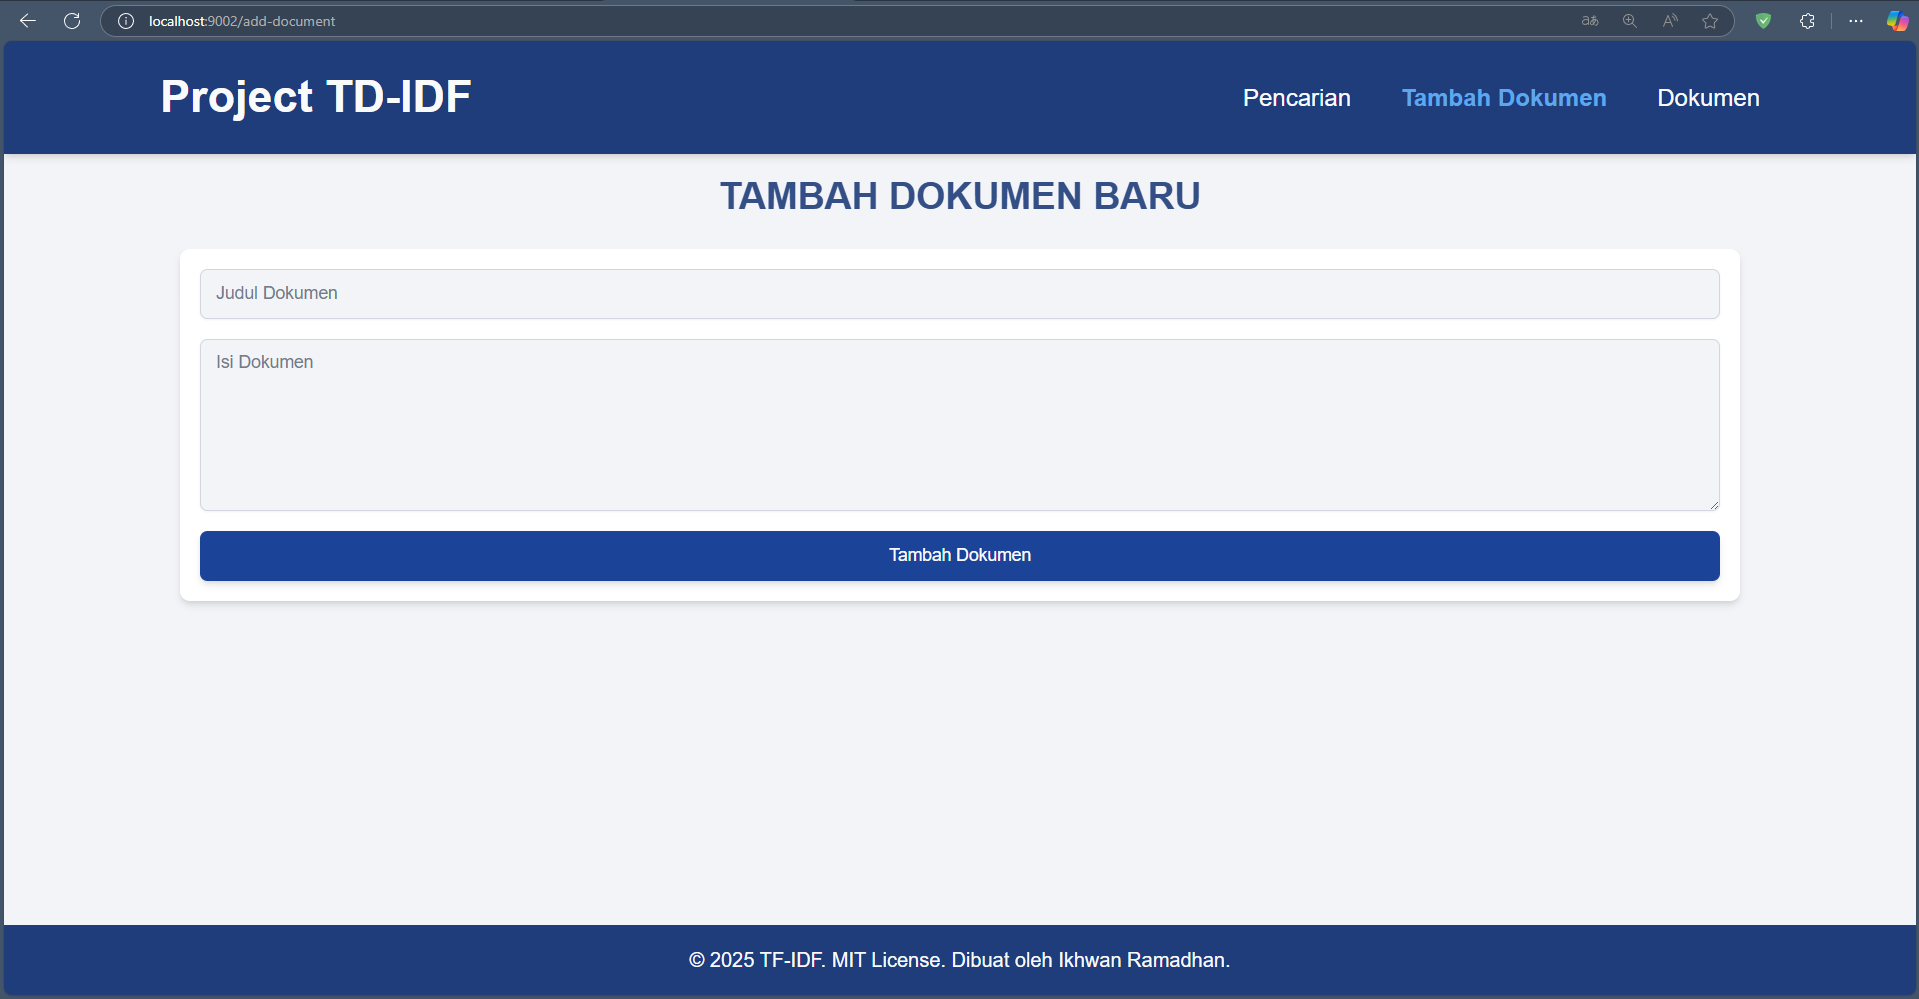 localhost:9002/add-document
Project TD-IDF
Pencarian
Tambah Dokumen
Dokumen
TAMBAH DOKUMEN BARU
Judul Dokumen
Isi Dokumen
Tambah Dokumen
© 2025 TF-IDF. MIT License. Dibuat oleh Ikhwan Ramadhan.